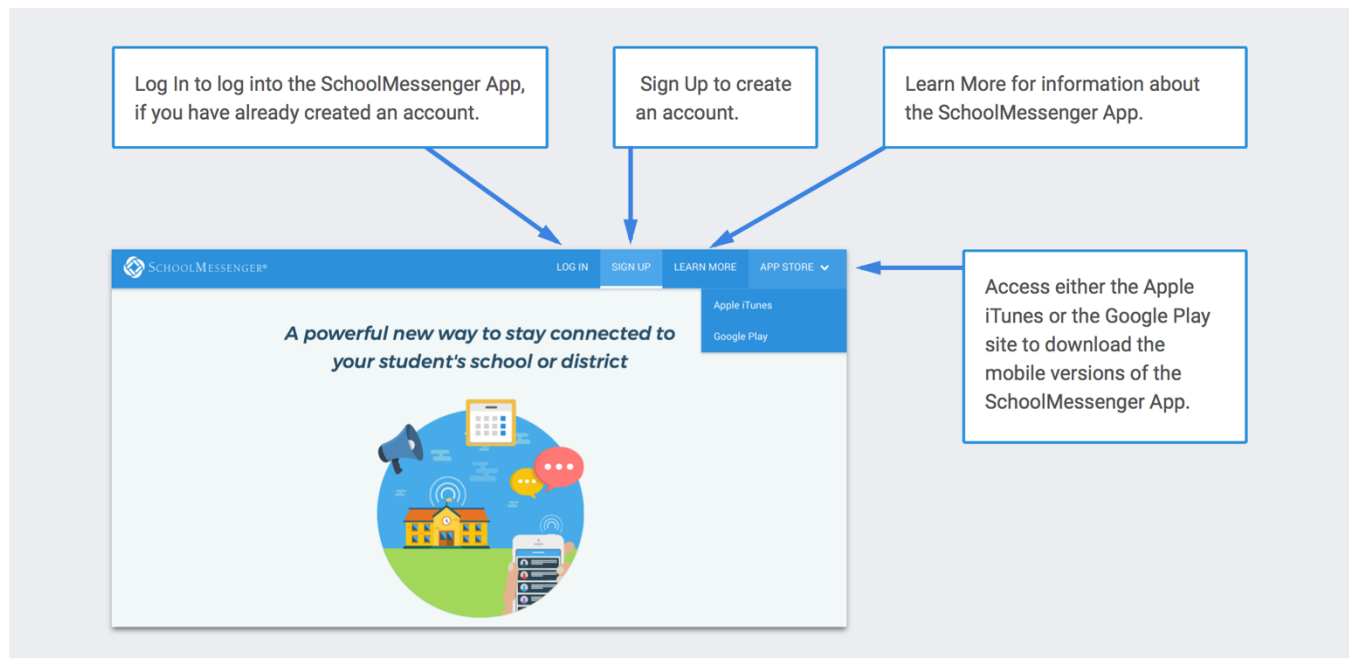 Log In to log into the SchoolMessenger App,
if you have already created an account.
Sign Up to create
an account.
Learn More for information about
the SchoolMessenger App.
SCHOOLMESSENGER®
LOG IN
SIGN UP
LEARN MORE
APP STORE
Apple iTunes
Google Play
A powerful new way to stay connected to
your student's school or district
Access either the Apple
iTunes or the Google Play
site to download the
mobile versions of the
SchoolMessenger App.